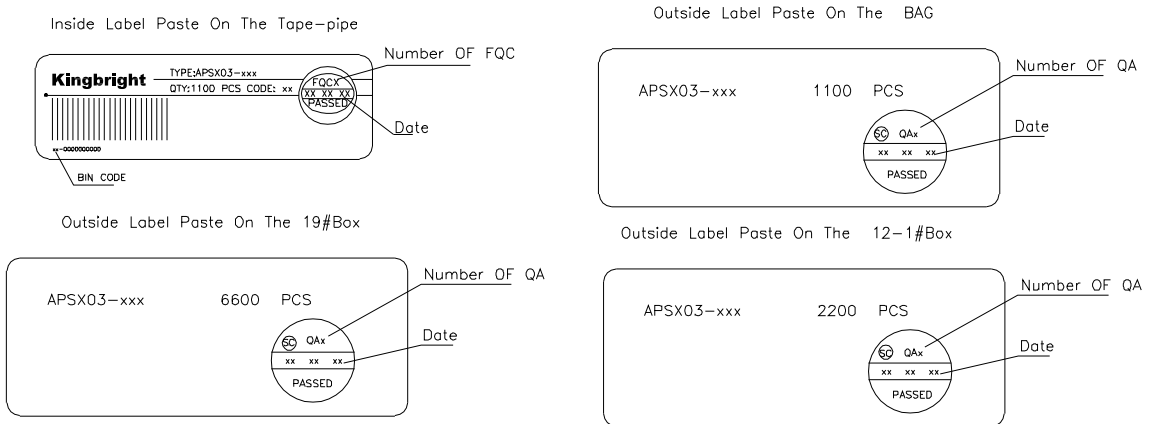 Inside Label Paste On The Tape-pipe
Number OF FQC
Kingbright
TYPE:APSX03-xxx
QTY:1100 PCS CODE: xx
FQCX
XX XX XX
PASSED
Date
xx-0000000000
BIN CODE
Outside Label Paste On The BAG
Number OF QA
APSX03-xxx 1100 PCS
SC QAx
Date
xx xx xx
PASSED
Outside Label Paste On The 19#Box
Number OF QA
APSX03-xxx 6600 PCS
SC QAx
Date
xx xx xx
PASSED
Outside Label Paste On The 12-1#Box
Number OF QA
APSX03-xxx 2200 PCS
SC QAx
Date
xx xx xx
PASSED